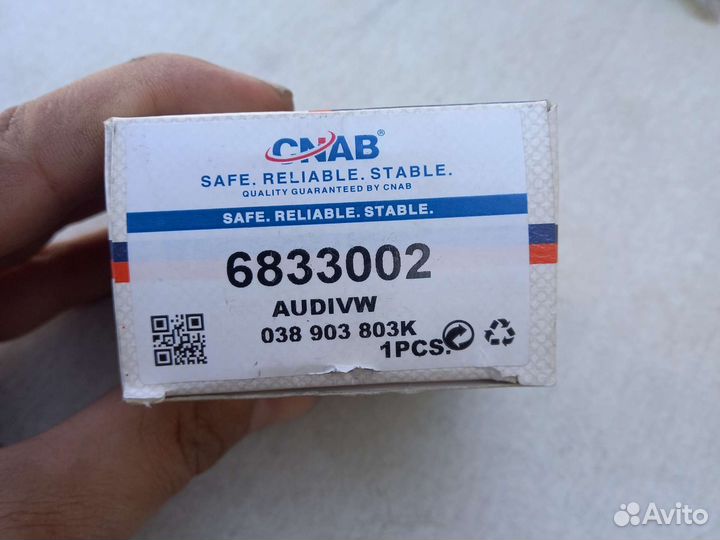 CNAB®
SAFE. RELIABLE. STABLE.
QUALITY GUARANTEED BY CNAB
SAFE. RELIABLE. STABLE.
6833002
AUDIVW
038 903 803K
1PCS.
Avito